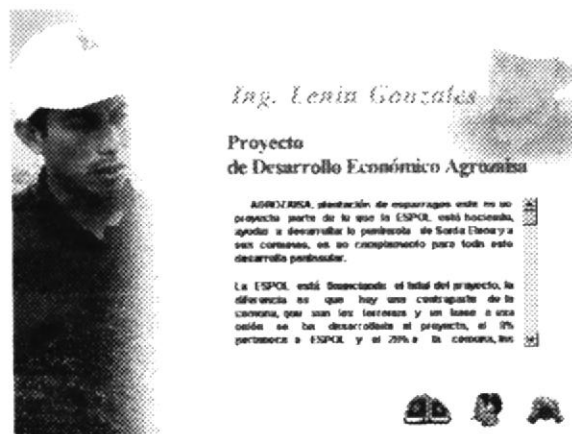 Ing. Lenin Gonzales
Proyecto
de Desarrollo Económico Agrozaisa
AGROZAISA, plantación de esparragos este es un
proyecto parte de lo que la ESPOL está haciendo,
ayudar a desarrollar la península de Santa Elena y a
sus comunas, es un complemento para todo este
desarrollo peninsular.
La ESPOL está financiando el total del proyecto, la
diferencia es que hay una contraparte de la
comuna, que son los terrenos y en base a esa
unión se ha desarrollado el proyecto, el
pertenece a ESPOL y el 20% a la comuna, los